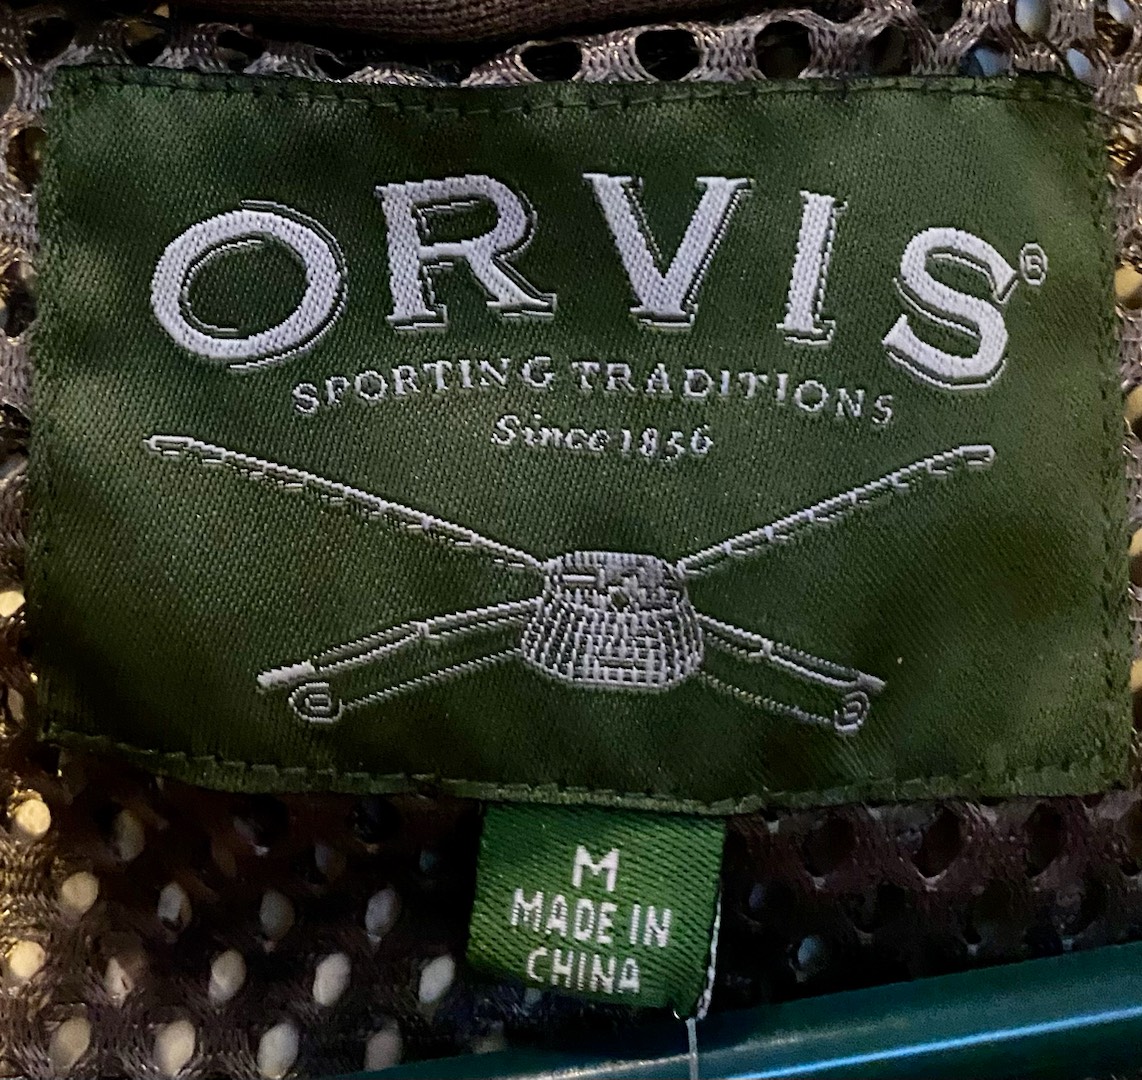 ORVIS®
SPORTING TRADITIONS
Since 1856
M
MADE IN
CHINA